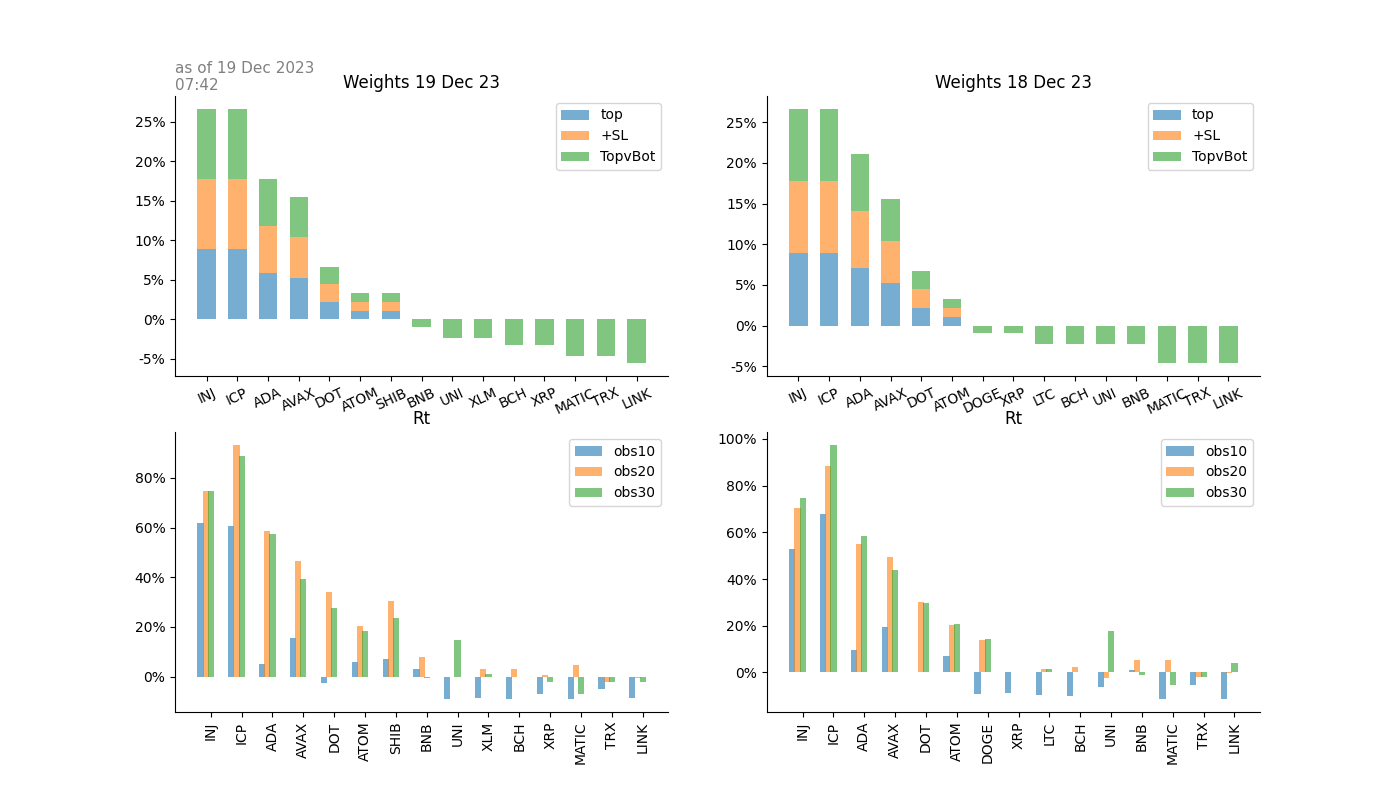 as of 19 Dec 2023
07:42
Weights 19 Dec 23
top
+SL
TopvBot
25%
20%
15%
10%
5%
0%
-5%
INJ ICP ADA AVAX DOT ATOM SHIB BNB UNI XLM BCH XRP MATIC TRX LINK
Weights 18 Dec 23
top
+SL
TopvBot
25%
20%
15%
10%
5%
0%
-5%
INJ ICP ADA AVAX DOT ATOM DOGE XRP LTC BCH UNI BNB MATIC TRX LINK
Rt
obs10
obs20
obs30
80%
60%
40%
20%
0%
INJ ICP ADA AVAX DOT ATOM SHIB BNB UNI XLM BCH XRP MATIC TRX LINK
Rt
obs10
obs20
obs30
100%
80%
60%
40%
20%
0%
INJ ICP ADA AVAX DOT ATOM DOGE XRP LTC BCH UNI BNB MATIC TRX LINK